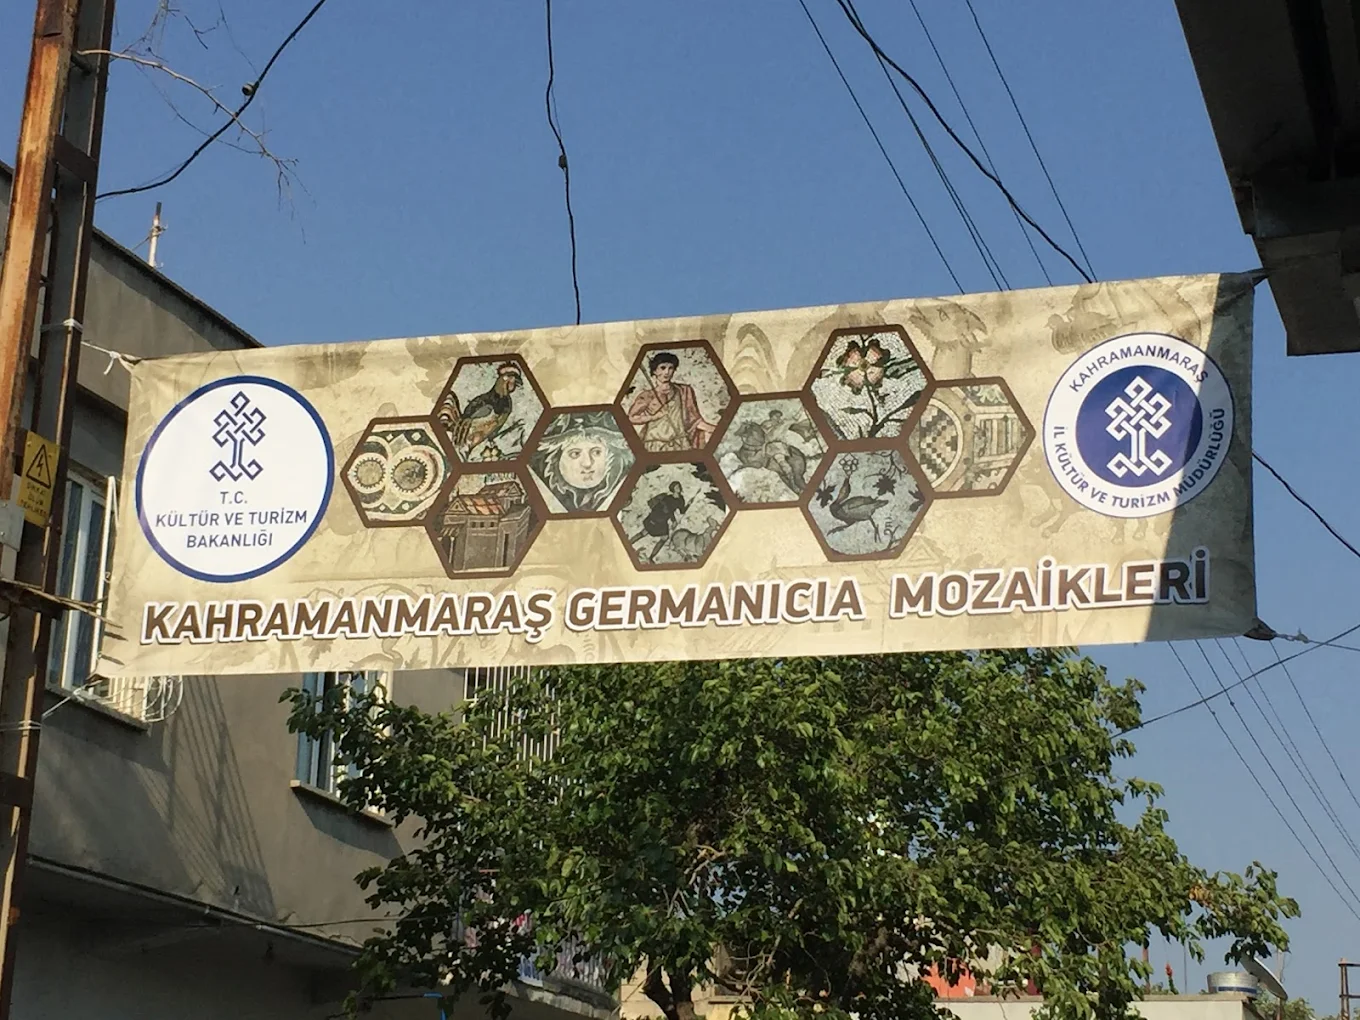 T.C.
KÜLTÜR VE TURİZM
BAKANLIĞI
KAHRAMANMARAŞ
İL KÜLTÜR VE TURİZM MÜDÜRLÜĞÜ
KAHRAMANMARAŞ GERMANICIA MOZAİKLERİ